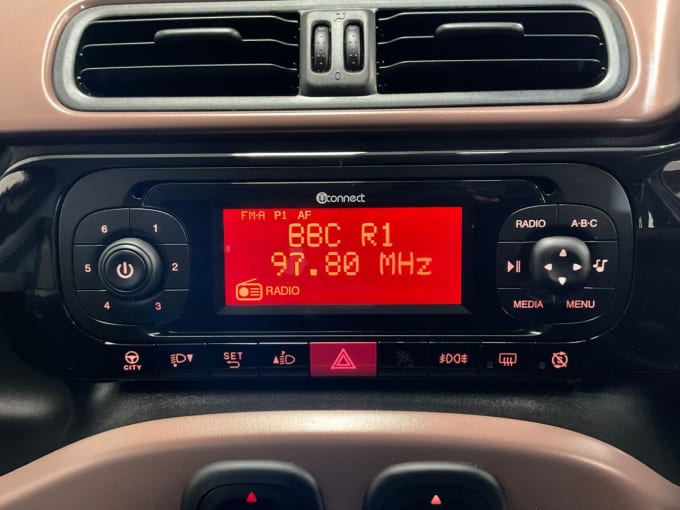 Uconnect
FM-A P1 AF
BBC R1
97.80 MHz
RADIO
6 1
5 2
4 3
RADIO A·B·C
MEDIA MENU
CITY
SET
0